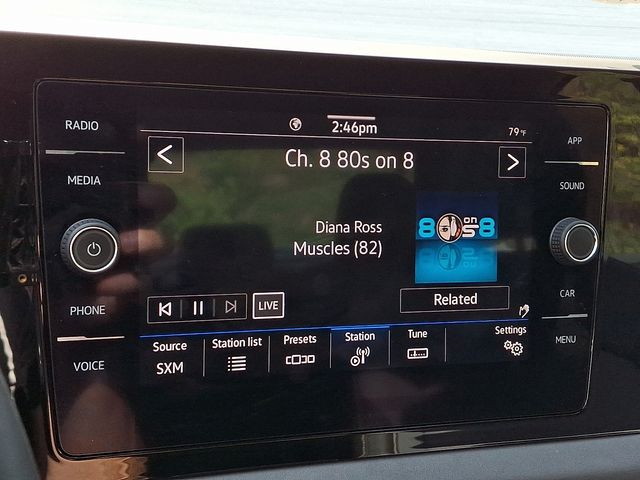 RADIO
MEDIA
PHONE
VOICE
2:46pm
79°F
Ch. 8 80s on 8
Diana Ross
Muscles (82)
8 on 8
LIVE
Related
Source
SXM
Station list
Presets
Station
Tune
Settings
APP
SOUND
CAR
MENU